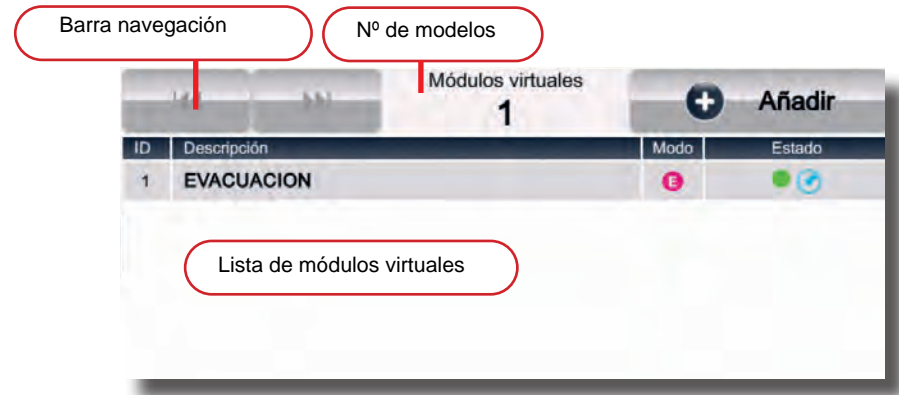 Barra navegación
Nº de modelos
Módulos virtuales
1
Añadir
ID Descripción Modo Estado
1 EVACUACION E
Lista de módulos virtuales